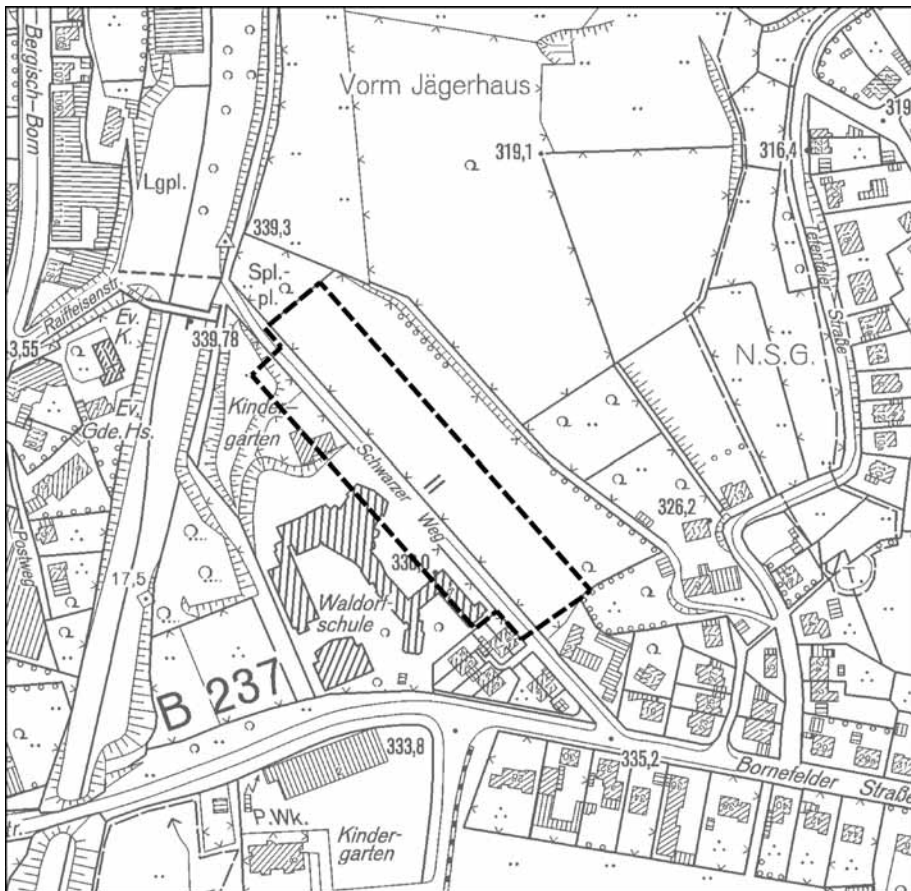 Bergisch-Born
Vorm Jägerhaus
319
319,1
316,4
Lgpl.
339,3
Spl.-
pl.
Raiffeisenstr.
Straße
3,55
Ev.
K.
339,78
N.S.G.
Kinder-
garten
Ev.
Gde.Hs.
Schwarzer
Weg
326,2
Postweg
17,5
T
Waldorf-
schule
B 237
333,8
335,2
Bornefelder Straße
tr.
P.Wk.
Kinder-
garten